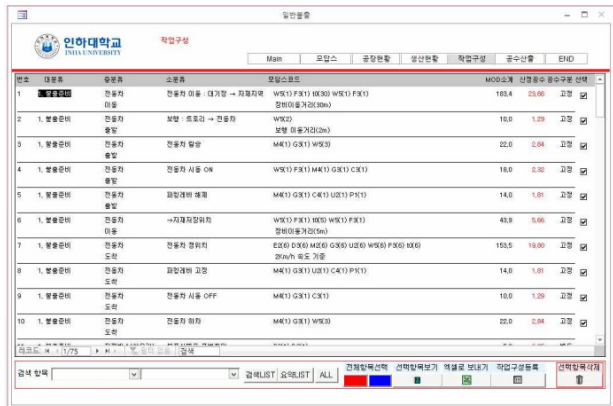 일반물품
인하대학교
INHA UNIVERSITY
작업구성
Main 모답스 공장현황 생산현황 작업구성 공수산출 END
번호 대분류 중분류 소분류 모답스코드 MOD소계 산정공수 공수구분 선택
1 1. 불출준비 전동차 이동 전동차 이동 : 대기장 → 자재지역 W5(1) F3(1) t0(30) W5(1) F3(1) 183,4 23,66 고정
장비이동거리(30m)
2 1. 불출준비 전동차 출발 보행 : 트로리 → 전동차 W5(2) 10,0 1,29 고정
보행 이동거리(2m)
3 1. 불출준비 전동차 출발 전동차 탑승 M4(1) G3(1) W5(3) 22,0 2,84 고정
4 1. 불출준비 전동차 출발 전동차 시동 ON W5(1) F3(1) M4(1) G3(1) C3(1) 18,0 2,32 고정
5 1. 불출준비 전동차 출발 파킹레바 해제 M4(1) G3(1) C4(1) U2(1) P1(1) 14,0 1,81 고정
6 1. 불출준비 전동차 이동 →자재저장위치 W5(1) F3(1) t0(5) W5(1) F3(1) 43,9 5,66 고정
장비이동거리(5m)
7 1. 불출준비 전동차 도착 전동차 정위치 E2(6) D3(6) M2(6) G3(6) U2(6) W5(6) F3(6) t0(6) 153,5 19,80 고정
2Km/h 속도 기준
8 1. 불출준비 전동차 도착 파킹레바 고정 M4(1) G3(1) U2(1) C4(1) P1(1) 14,0 1,81 고정
9 1. 불출준비 전동차 도착 전동차 시동 OFF M4(1) G3(1) C3(1) 10,0 1,29 고정
10 1. 불출준비 전동차 도착 전동차 하차 M4(1) G3(1) W5(3) 22,0 2,84 고정
레코드: 1/75 필터 없음 검색
검색 항목 검색LIST 요약LIST ALL 전체항목선택 선택항목보기 엑셀로 보내기 작업구성등록 선택항목삭제